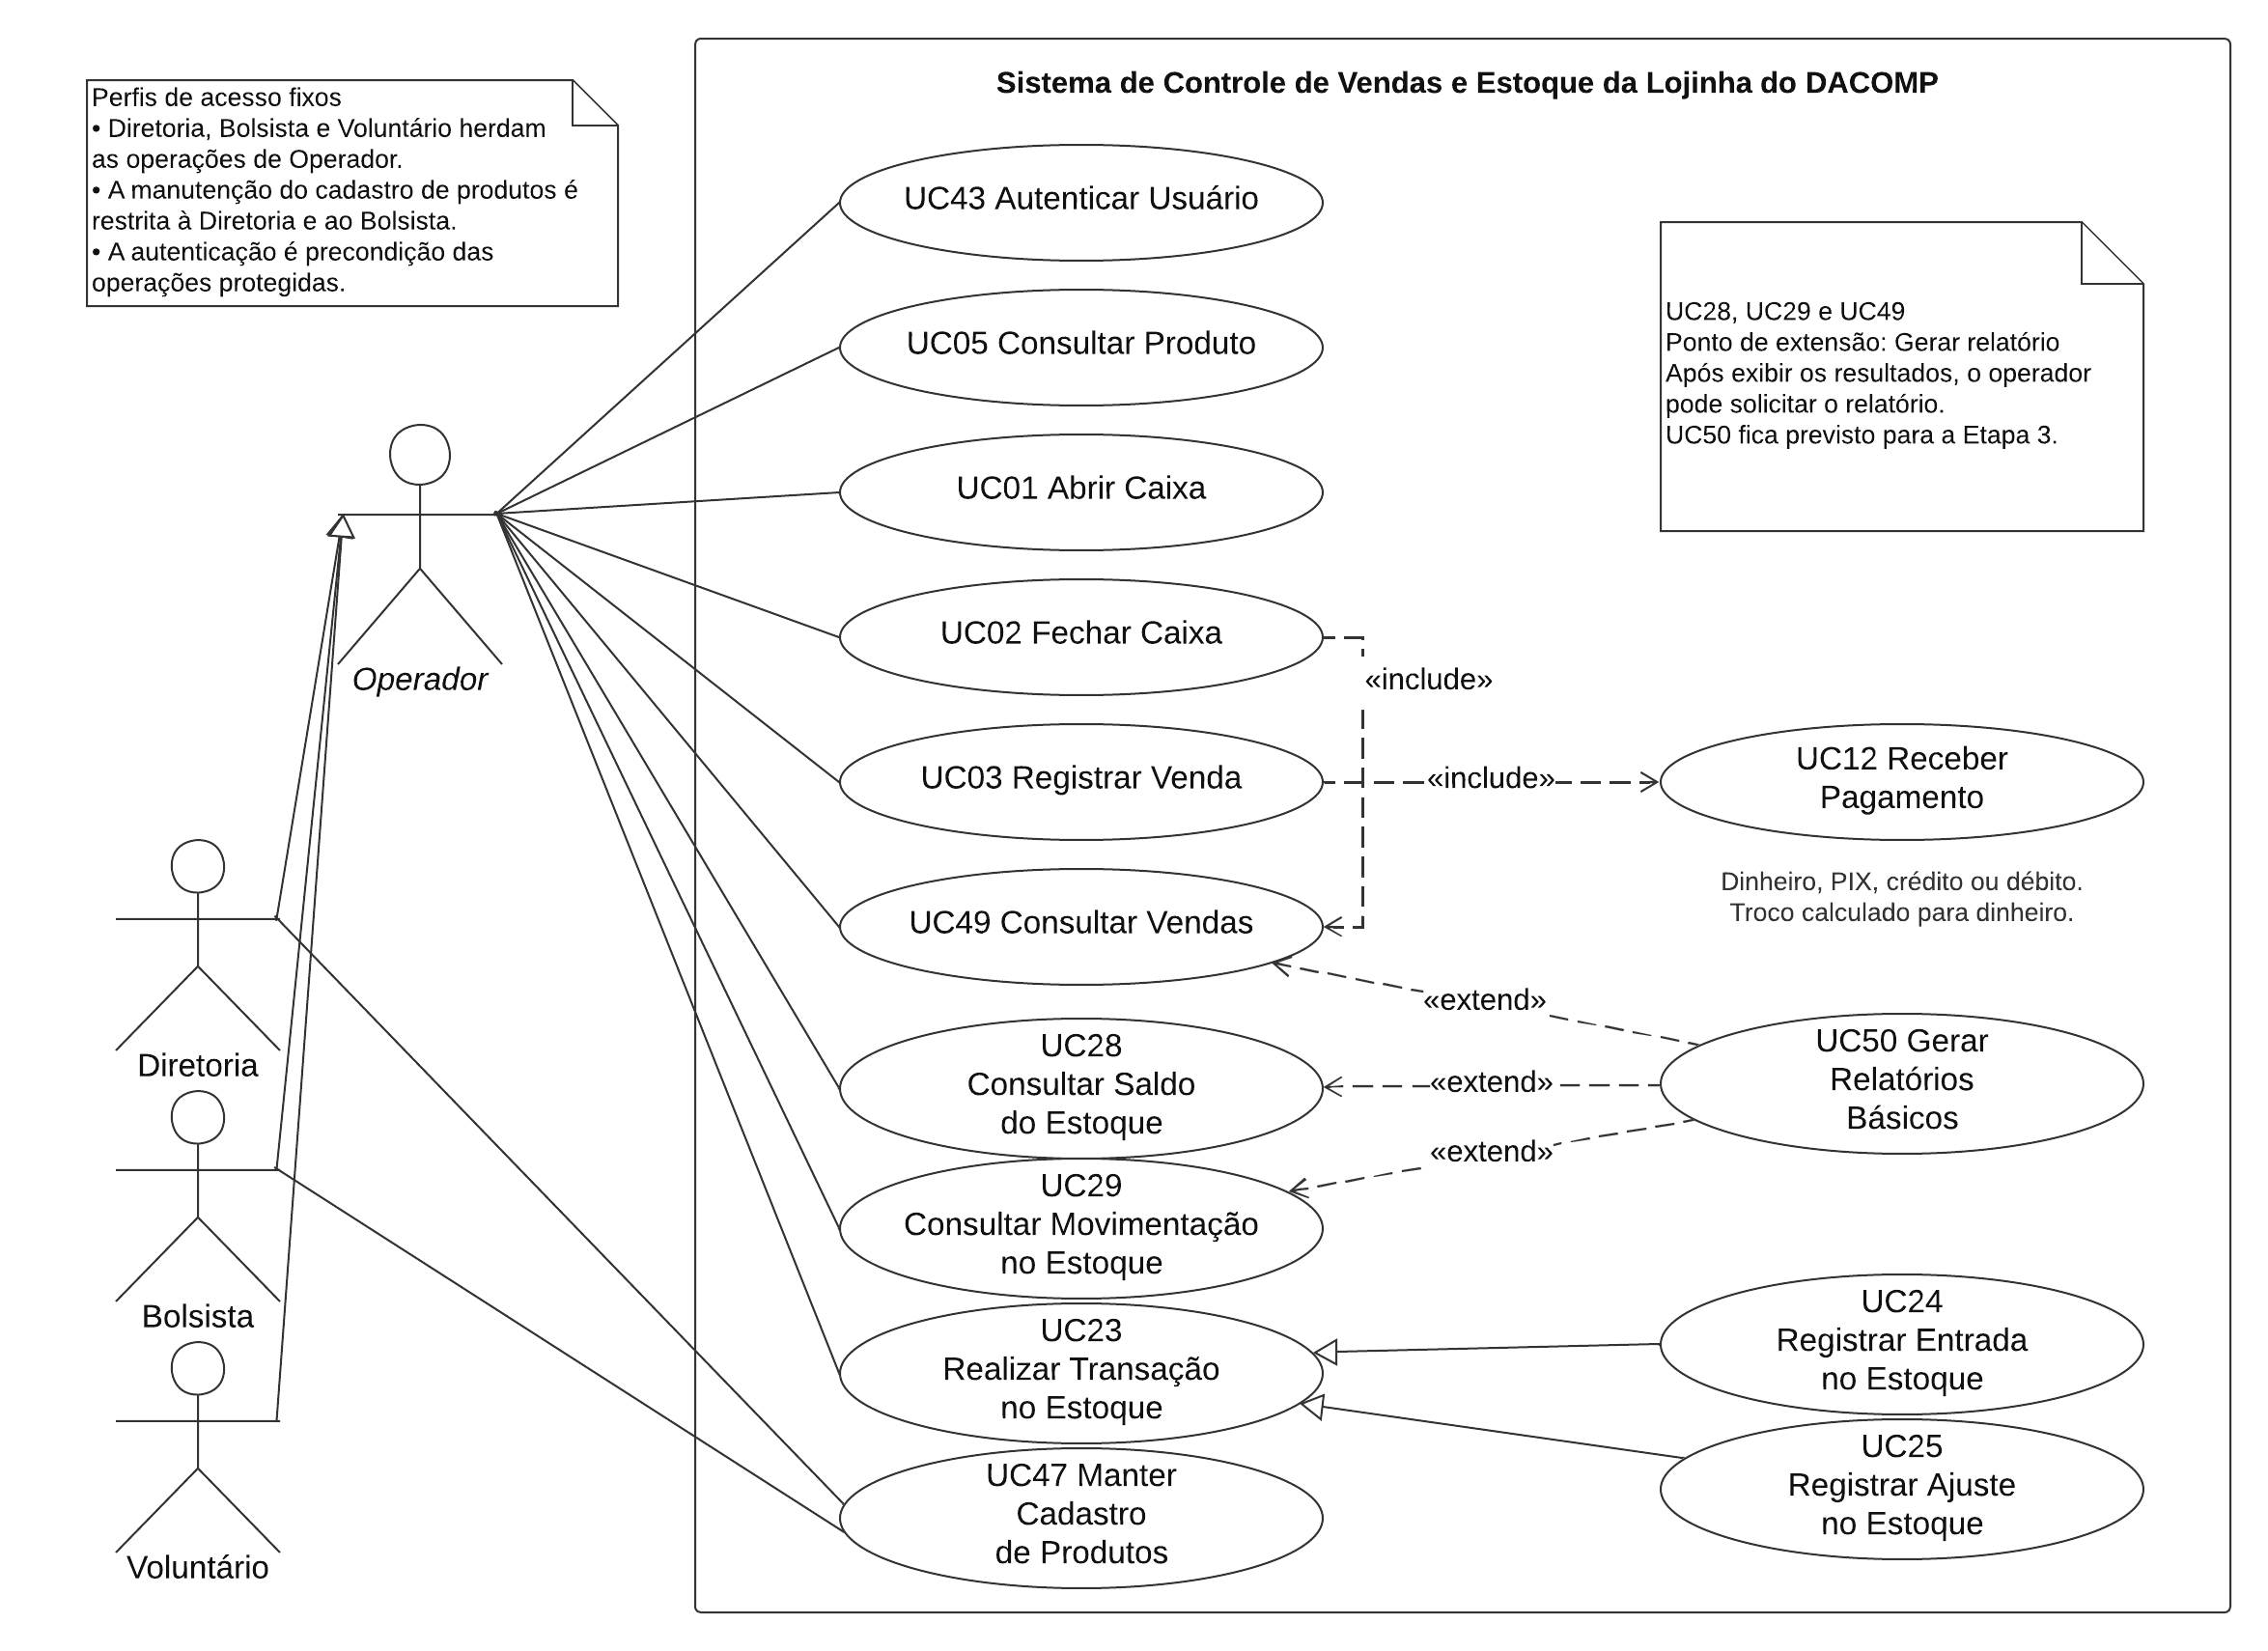 Sistema de Controle de Vendas e Estoque da Lojinha do DACOMP
Perfis de acesso fixos
• Diretoria, Bolsista e Voluntário herdam
as operações de Operador.
• A manutenção do cadastro de produtos é
restrita à Diretoria e ao Bolsista.
• A autenticação é precondição das
operações protegidas.
UC43 Autenticar Usuário
UC05 Consultar Produto
UC28, UC29 e UC49
Ponto de extensão: Gerar relatório
Após exibir os resultados, o operador
pode solicitar o relatório.
UC50 fica previsto para a Etapa 3.
UC01 Abrir Caixa
UC02 Fechar Caixa
«include»
Operador
UC03 Registrar Venda
«include»
UC12 Receber
Pagamento
Dinheiro, PIX, crédito ou débito.
Troco calculado para dinheiro.
UC49 Consultar Vendas
«extend»
Diretoria
UC28
Consultar Saldo
do Estoque
«extend»
UC50 Gerar
Relatórios
Básicos
«extend»
UC29
Consultar Movimentação
no Estoque
Bolsista
UC23
Realizar Transação
no Estoque
UC24
Registrar Entrada
no Estoque
UC25
Registrar Ajuste
no Estoque
UC47 Manter
Cadastro
de Produtos
Voluntário